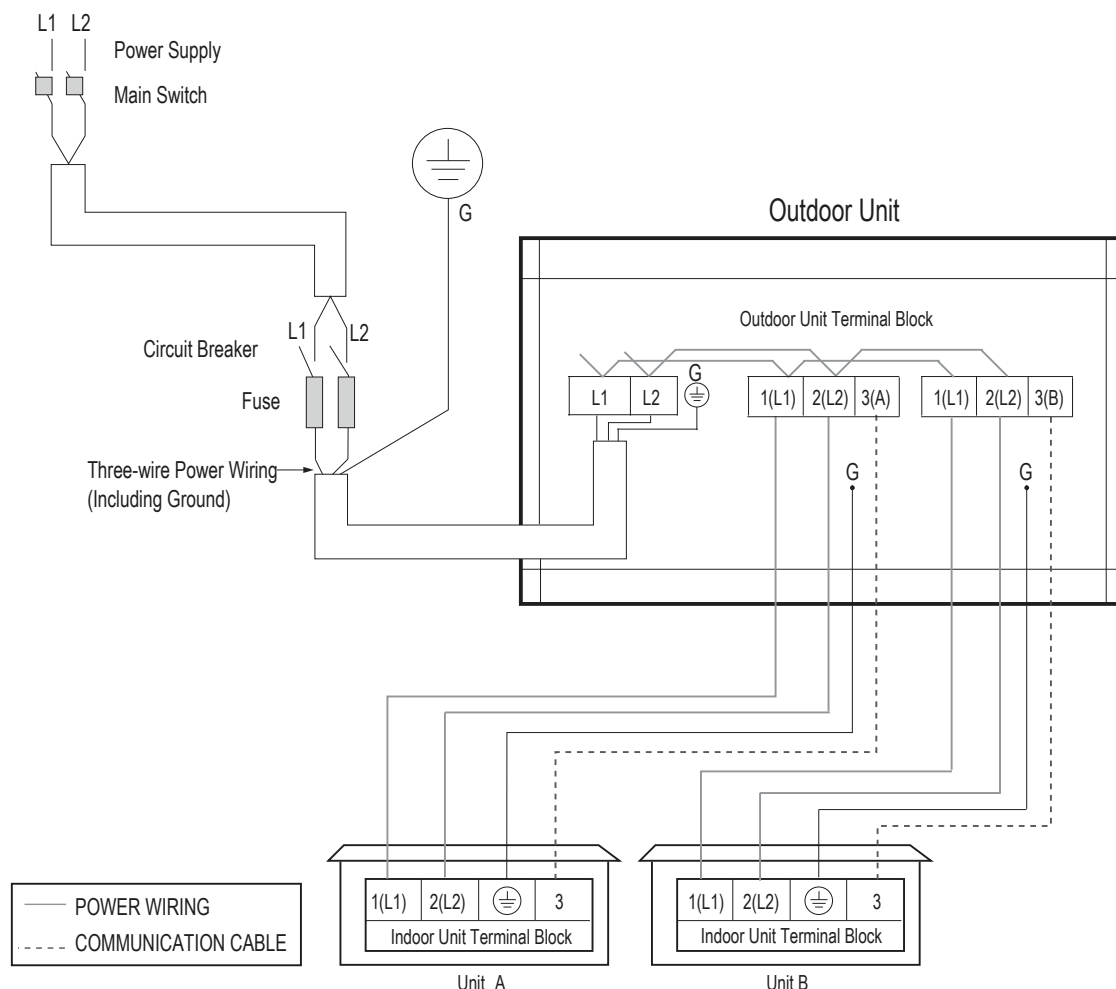 L1 L2
Power Supply
Main Switch
G
Outdoor Unit
Outdoor Unit Terminal Block
L1 L2
Circuit Breaker
Fuse
L1 L2 G
1(L1) 2(L2) 3(A)
1(L1) 2(L2) 3(B)
Three-wire Power Wiring
(Including Ground)
G
G
POWER WIRING
COMMUNICATION CABLE
1(L1) 2(L2) 3
Indoor Unit Terminal Block
Unit A
1(L1) 2(L2) 3
Indoor Unit Terminal Block
Unit B